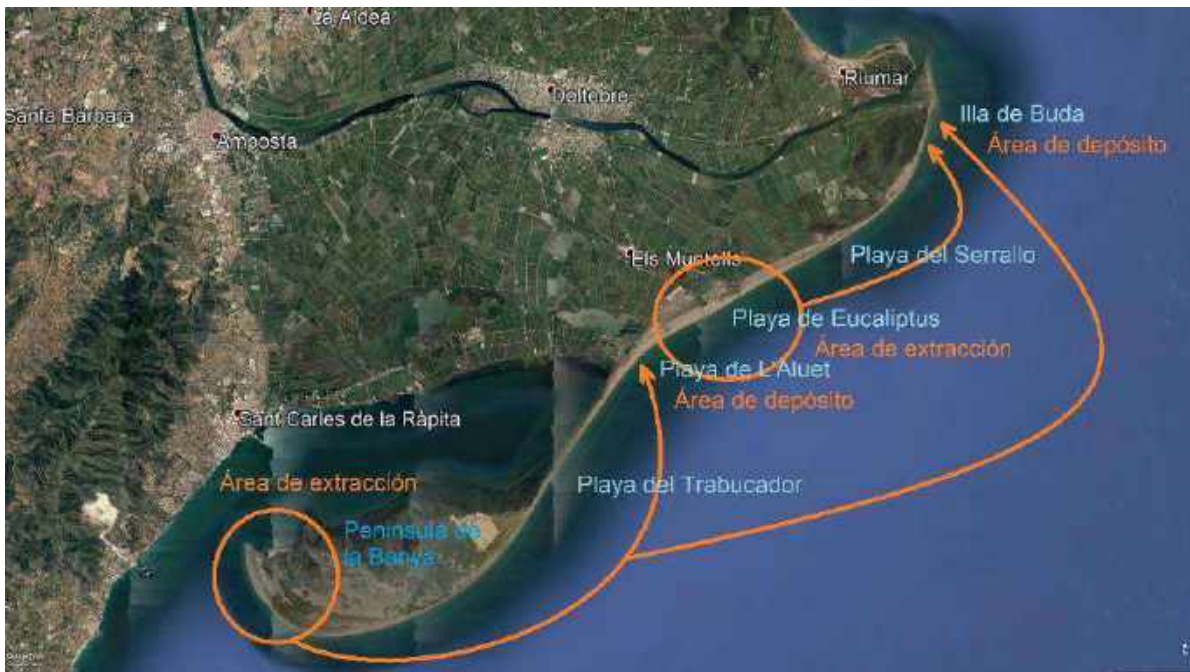 La Aldea
Riumar
Deltebre
Santa Bárbara
Amposta
Illa de Buda
Área de depósito
Els Muntells
Playa del Serrallo
Playa de Eucaliptus
Área de extracción
Playa de L'Aluet
Área de depósito
Sant Carles de la Ràpita
Área de extracción
Playa del Trabucador
Península de
la Banya